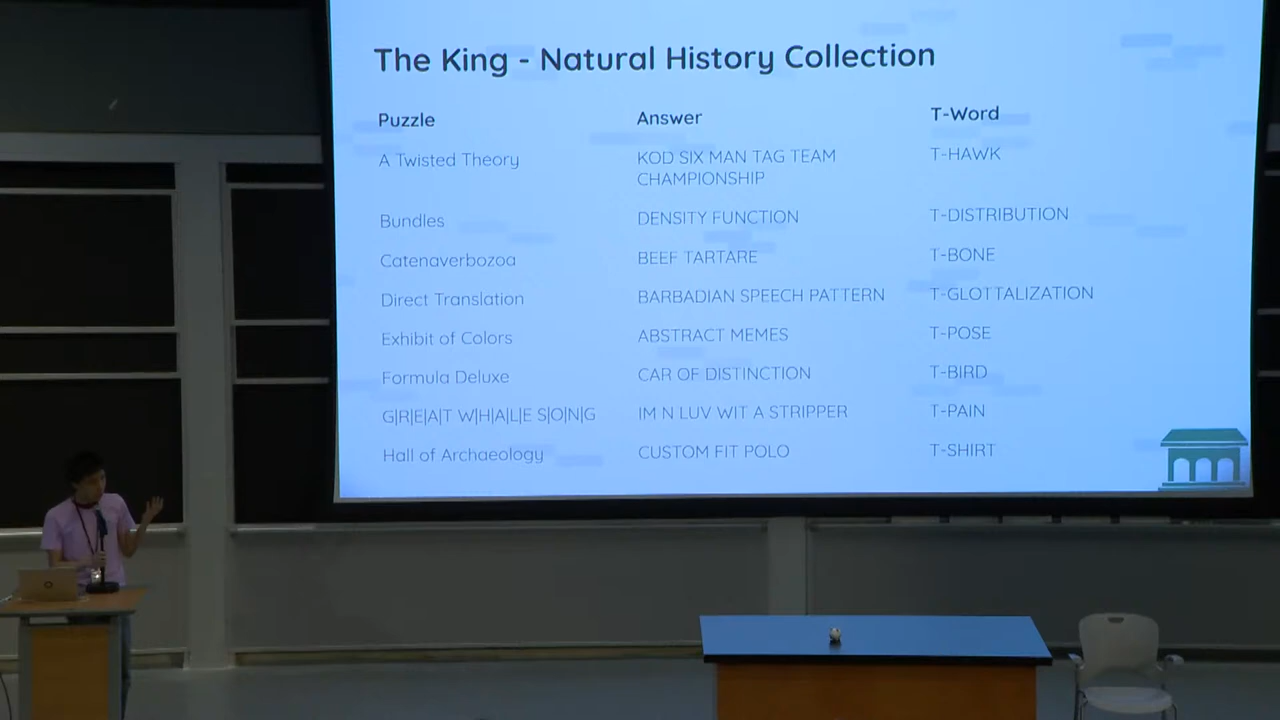 The King - Natural History Collection
Puzzle Answer T-Word
A Twisted Theory KOD SIX MAN TAG TEAM T-HAWK
CHAMPIONSHIP
Bundles DENSITY FUNCTION T-DISTRIBUTION
Catenaverbozoa BEEF TARTARE T-BONE
Direct Translation BARBADIAN SPEECH PATTERN T-GLOTTALIZATION
Exhibit of Colors ABSTRACT MEMES T-POSE
Formula Deluxe CAR OF DISTINCTION T-BIRD
G|R|E|A|T W|H|A|L|E S|O|N|G IM N LUV WIT A STRIPPER T-PAIN
Hall of Archaeology CUSTOM FIT POLO T-SHIRT